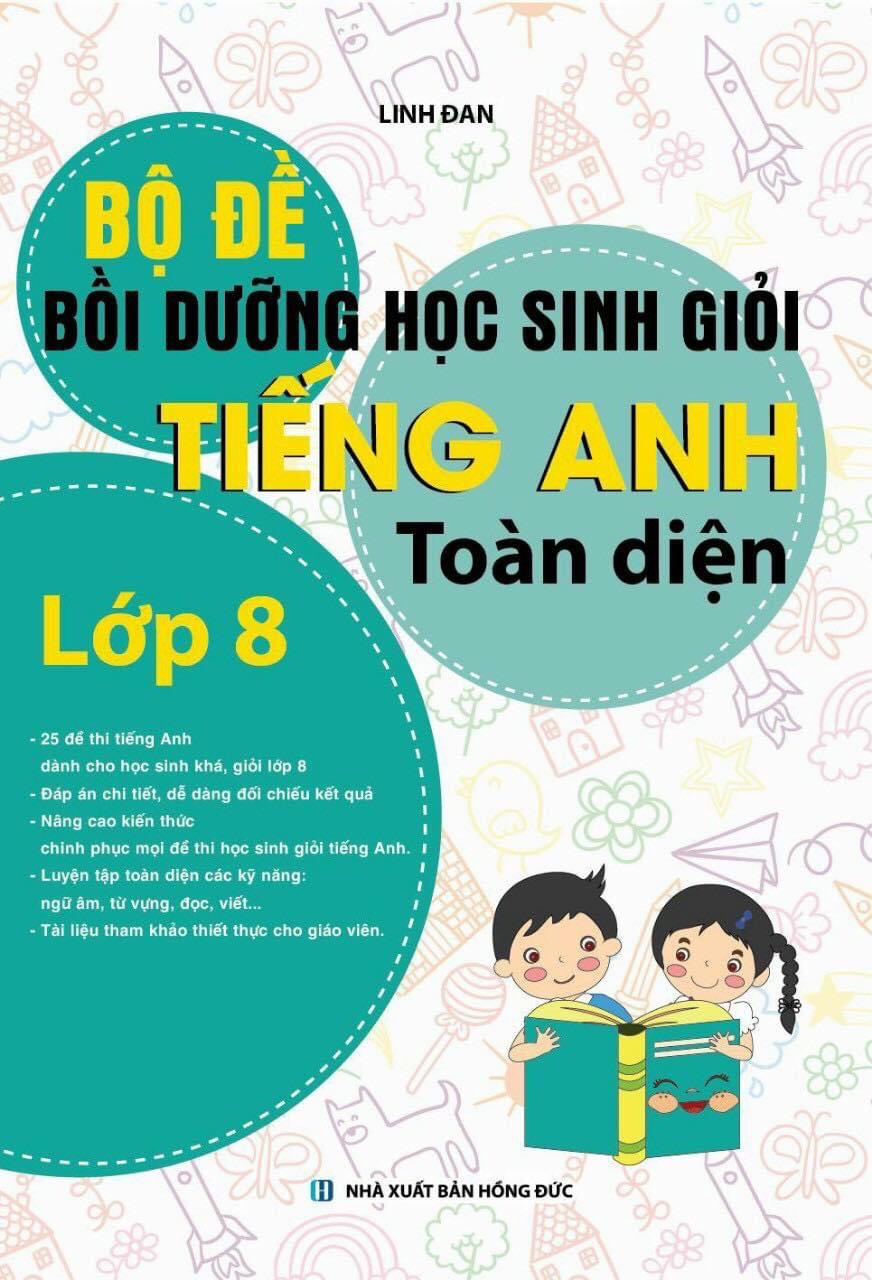 LINH ĐAN
BỘ ĐỀ
BỒI DƯỠNG HỌC SINH GIỎI
TIẾNG ANH
Toàn diện
Lớp 8
- 25 đề thi tiếng Anh
dành cho học sinh khá, giỏi lớp 8
- Đáp án chi tiết, dễ dàng đối chiếu kết quả
- Nâng cao kiến thức
chinh phục mọi đề thi học sinh giỏi tiếng Anh.
- Luyện tập toàn diện các kỹ năng:
ngữ âm, từ vựng, đọc, viết...
- Tài liệu tham khảo thiết thực cho giáo viên.
H NHÀ XUẤT BẢN HỒNG ĐỨC